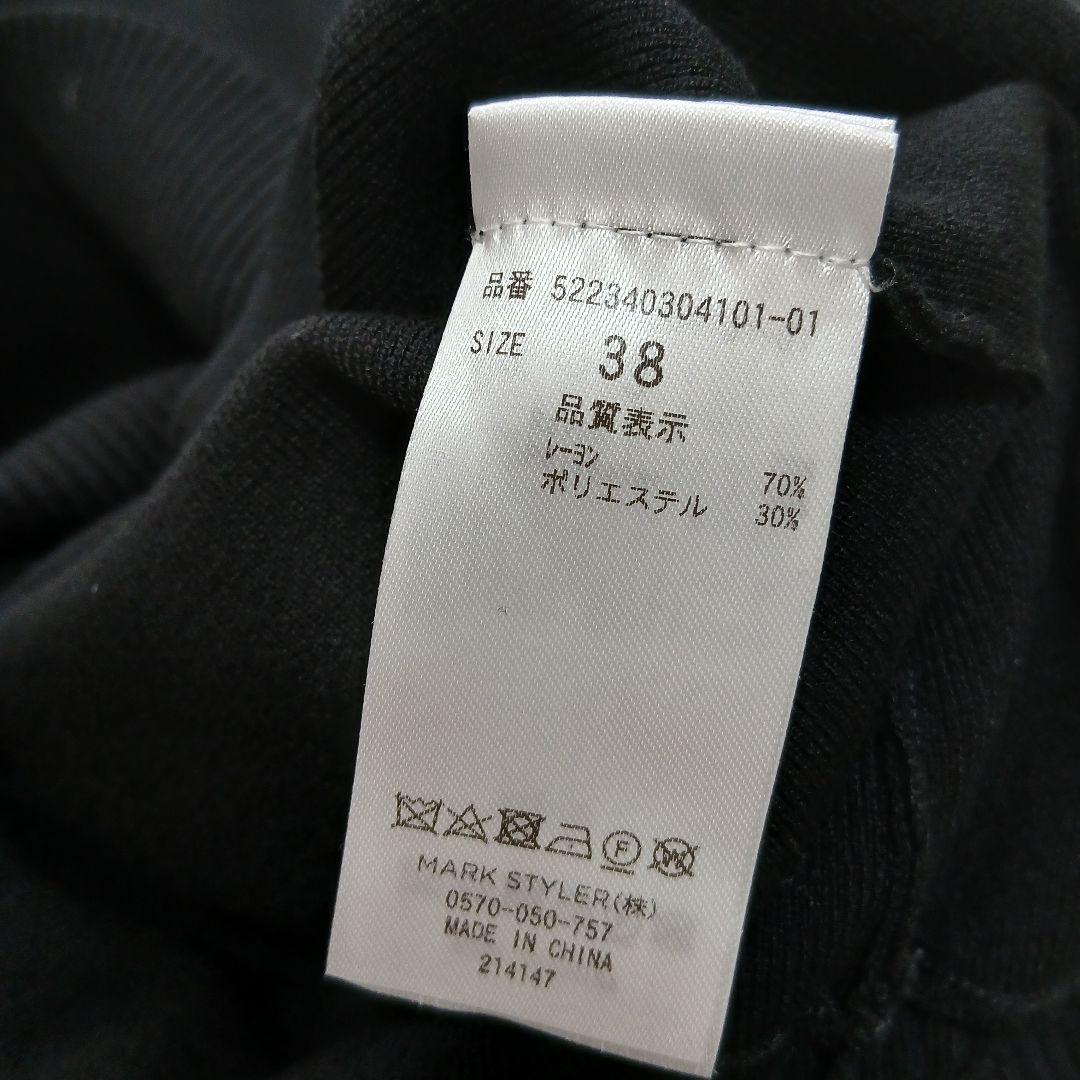 品番 522340304101-01
SIZE 38
品質表示
ﾚｰﾖﾝ 70%
ポリエステル 30%
F W
MARK STYLER(株)
0570-050-757
MADE IN CHINA
214147